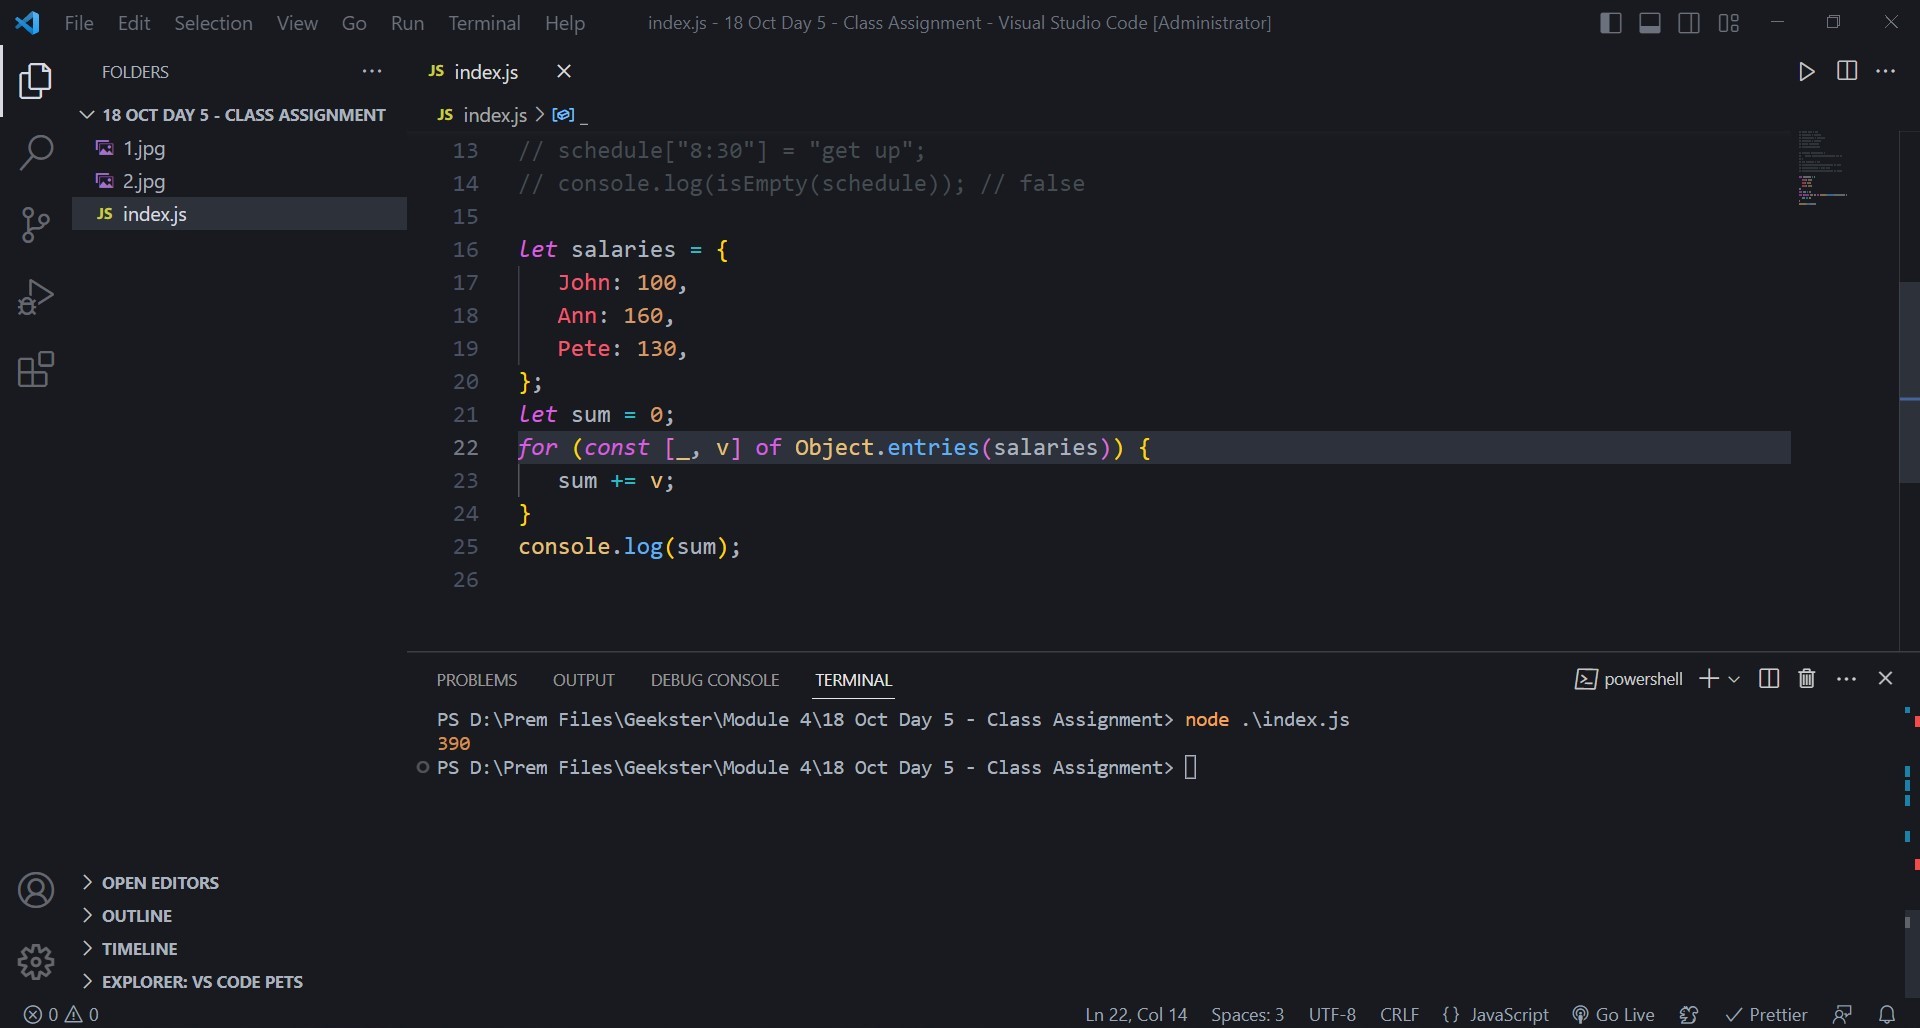 File Edit Selection View Go Run Terminal Help index.js - 18 Oct Day 5 - Class Assignment - Visual Studio Code [Administrator]
FOLDERS
18 OCT DAY 5 - CLASS ASSIGNMENT
1.jpg
2.jpg
JS index.js
JS index.js
JS index.js > _
13 // schedule["8:30"] = "get up";
14 // console.log(isEmpty(schedule)); // false
15
16 let salaries = {
17 John: 100,
18 Ann: 160,
19 Pete: 130,
20 };
21 let sum = 0;
22 for (const [_, v] of Object.entries(salaries)) {
23 sum += v;
24 }
25 console.log(sum);
26
PROBLEMS OUTPUT DEBUG CONSOLE TERMINAL powershell
PS D:\Prem Files\Geekster\Module 4\18 Oct Day 5 - Class Assignment> node .\index.js
390
PS D:\Prem Files\Geekster\Module 4\18 Oct Day 5 - Class Assignment>
OPEN EDITORS
OUTLINE
TIMELINE
EXPLORER: VS CODE PETS
0 0 Ln 22, Col 14 Spaces: 3 UTF-8 CRLF {} JavaScript Go Live Prettier